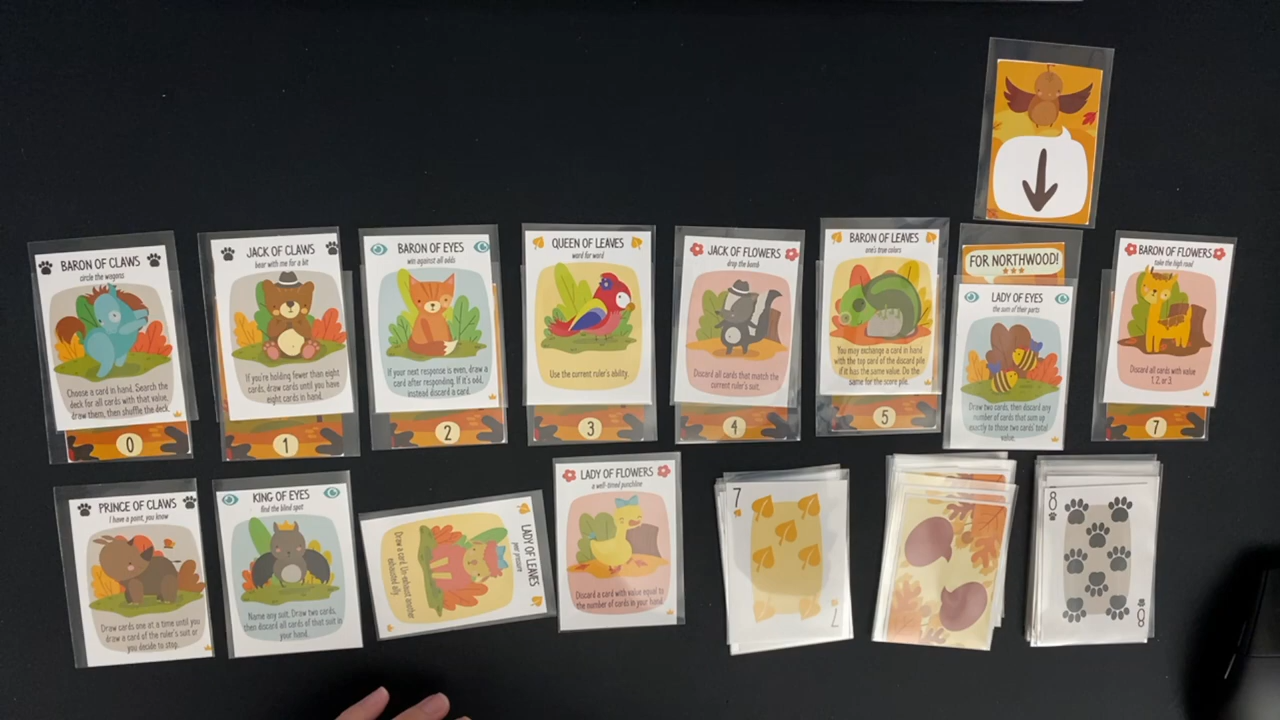 BARON OF CLAWS
circle the wagons
Choose a card in hand. Search the
deck for all cards with that value,
draw them, then shuffle the deck.
0
JACK OF CLAWS
bear with me for a bit
If you're holding fewer than eight
cards, draw cards until you have
eight cards in hand.
1
BARON OF EYES
win against all odds
If your next response is even, draw a
card after responding. If it's odd,
instead discard a card.
2
QUEEN OF LEAVES
word for word
Use the current ruler's ability.
3
JACK OF FLOWERS
drop the bomb
Discard all cards that match the
current ruler's suit.
4
BARON OF LEAVES
one's true colors
You may exchange a card in hand
with the top card of the discard pile
if it has the same value. Do the
same for the score pile.
5
FOR NORTHWOOD!
LADY OF EYES
the sum of their parts
Draw two cards, then discard any
number of cards that sum up
exactly to those two cards' total
value.
BARON OF FLOWERS
take the high road
Discard all cards with value
1, 2, or 3.
7
PRINCE OF CLAWS
I have a point, you know
Draw cards one at a time until you
draw a card of the ruler's suit or
you decide to stop.
KING OF EYES
find the blind spot
Name any suit. Draw two cards,
then discard all cards of that suit in
your hand.
LADY OF LEAVES
Draw a card. Un-exhaust another
exhausted ally.
LADY OF FLOWERS
a well-timed punchline
Discard a card with value equal to
the number of cards in your hand.
7
7
8
8